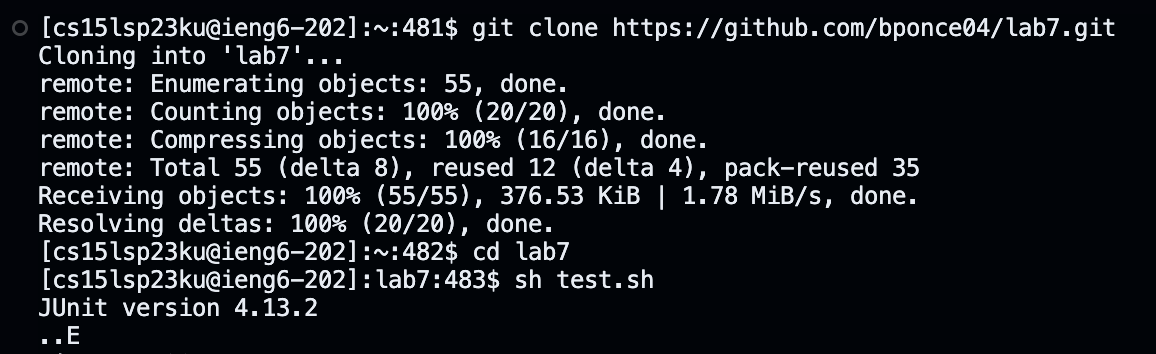 [cs15lsp23ku@ieng6-202]:~:481$ git clone https://github.com/bponce04/lab7.git
Cloning into 'lab7'...
remote: Enumerating objects: 55, done.
remote: Counting objects: 100% (20/20), done.
remote: Compressing objects: 100% (16/16), done.
remote: Total 55 (delta 8), reused 12 (delta 4), pack-reused 35
Receiving objects: 100% (55/55), 376.53 KiB | 1.78 MiB/s, done.
Resolving deltas: 100% (20/20), done.
[cs15lsp23ku@ieng6-202]:~:482$ cd lab7
[cs15lsp23ku@ieng6-202]:lab7:483$ sh test.sh
JUnit version 4.13.2
..E